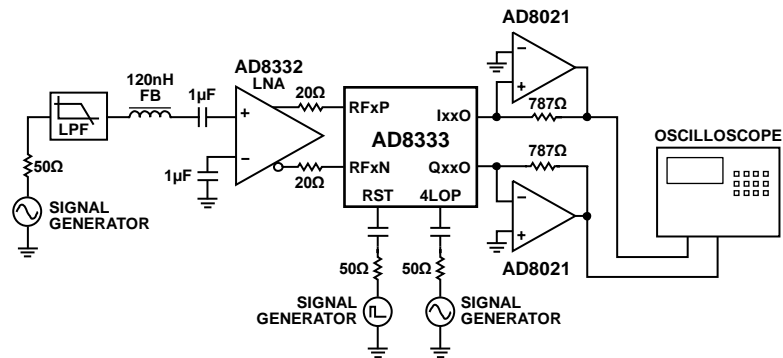 AD8021
120nH
FB
AD8332
LNA
1µF
20Ω
787Ω
LPF
RFxP
IxxO
AD8333
OSCILLOSCOPE
50Ω
1µF
20Ω
RFxN
QxxO
787Ω
RST
4LOP
SIGNAL
GENERATOR
AD8021
50Ω
50Ω
SIGNAL
GENERATOR
SIGNAL
GENERATOR
+
–
–
+
–
+